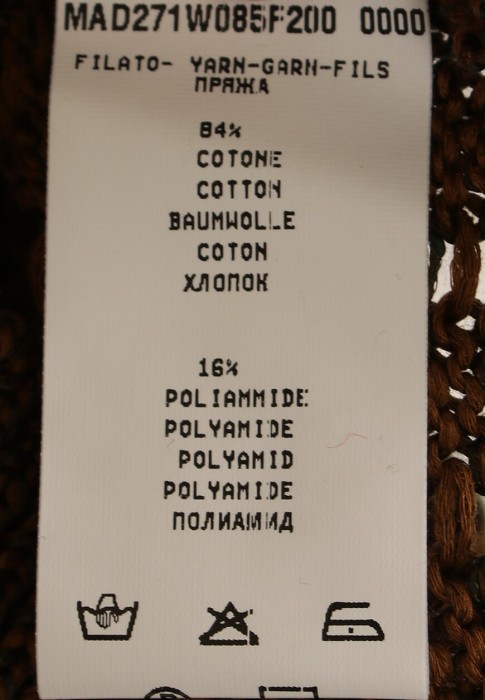 MAD271W085F200 0000
FILATO- YARN-GARN-FILS
ПРЯЖА
84%
COTONE
COTTON
BAUMWOLLE
COTON
ХЛОПОК
16%
POLIAMMIDE
POLYAMIDE
POLYAMID
POLYAMIDE
ПОЛИАМИД